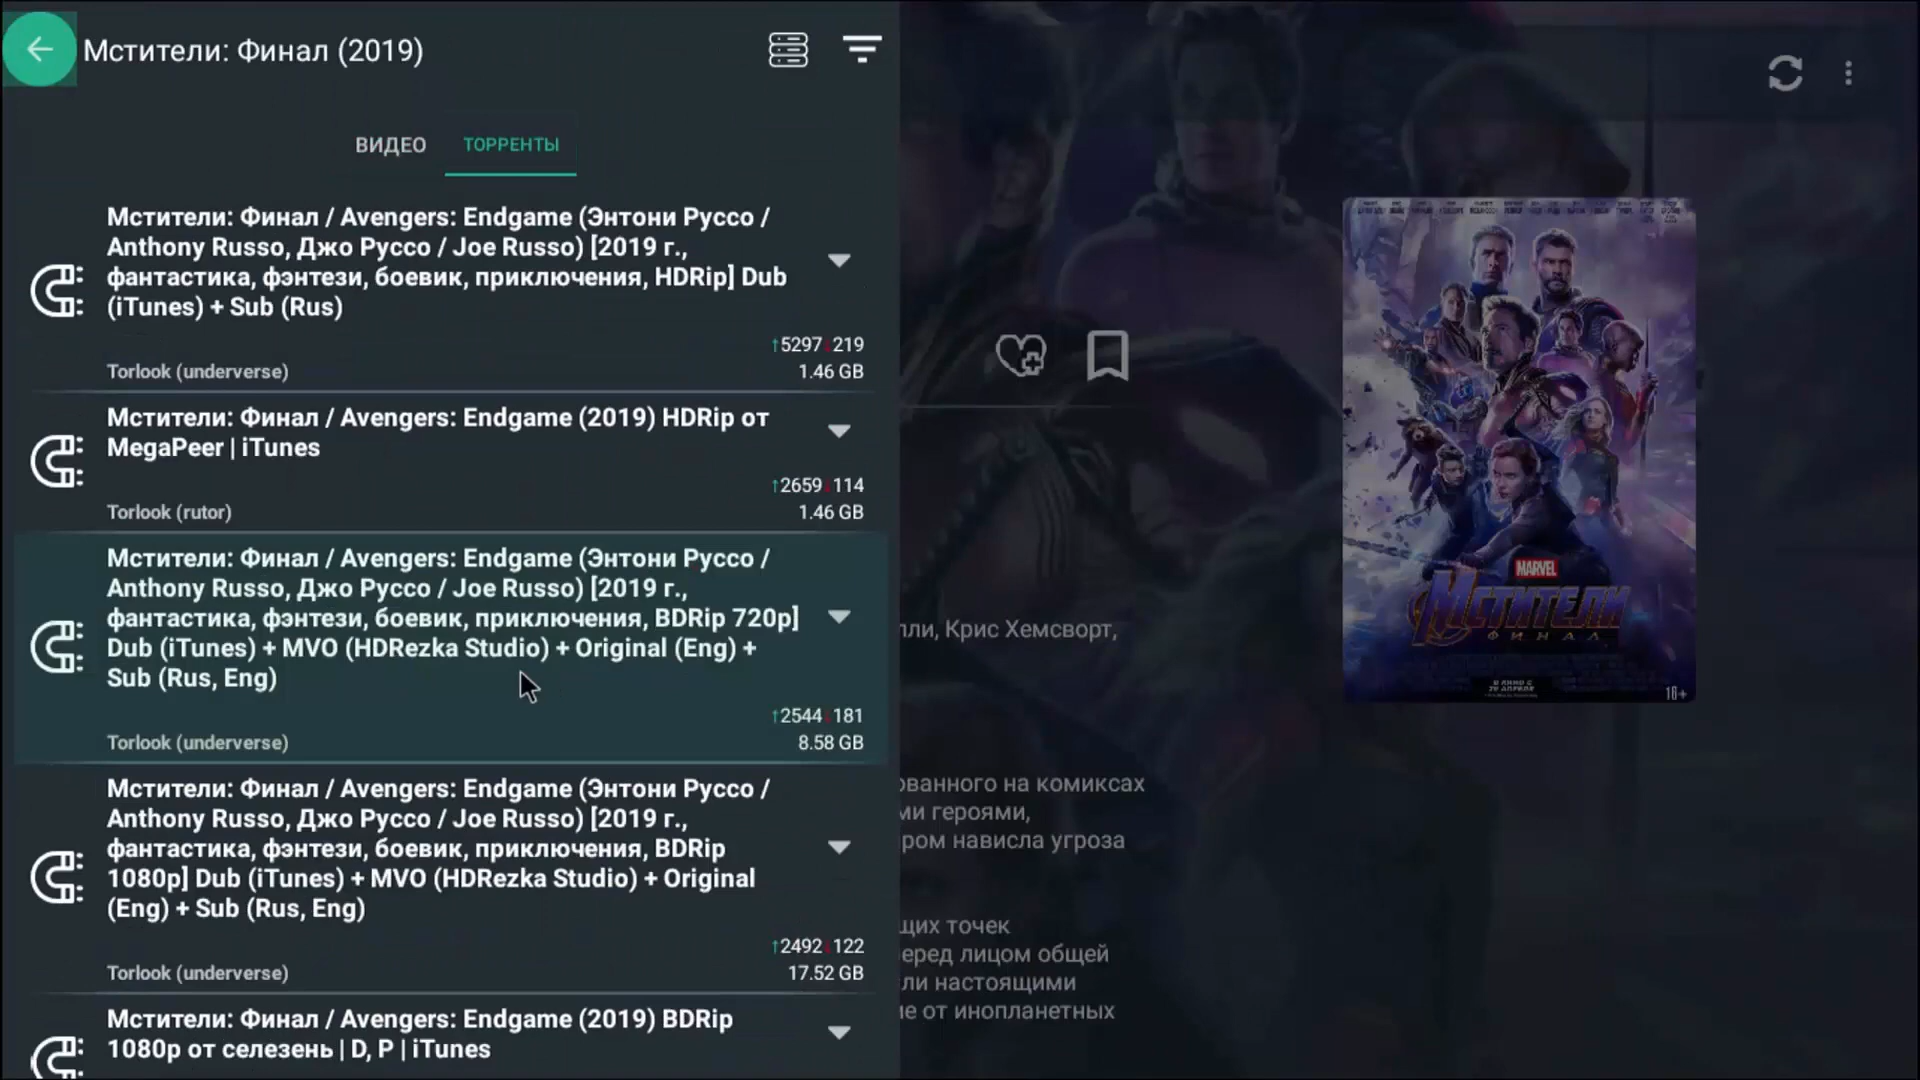 Мстители: Финал (2019)
ВИДЕО
ТОРРЕНТЫ
Мстители: Финал / Avengers: Endgame (Энтони Руссо /
Anthony Russo, Джо Руссо / Joe Russo) [2019 г.,
фантастика, фэнтези, боевик, приключения, HDRip] Dub
(iTunes) + Sub (Rus)
↑5297↓219
Torlook (underverse)
1.46 GB
Мстители: Финал / Avengers: Endgame (2019) HDRip от
MegaPeer | iTunes
↑2659↓114
Torlook (rutor)
1.46 GB
Мстители: Финал / Avengers: Endgame (Энтони Руссо /
Anthony Russo, Джо Руссо / Joe Russo) [2019 г.,
фантастика, фэнтези, боевик, приключения, BDRip 720p]
Dub (iTunes) + MVO (HDRezka Studio) + Original (Eng) +
Sub (Rus, Eng)
↑2544↓181
Torlook (underverse)
8.58 GB
Мстители: Финал / Avengers: Endgame (Энтони Руссо /
Anthony Russo, Джо Руссо / Joe Russo) [2019 г.,
фантастика, фэнтези, боевик, приключения, BDRip
1080p] Dub (iTunes) + MVO (HDRezka Studio) + Original
(Eng) + Sub (Rus, Eng)
↑2492↓122
Torlook (underverse)
17.52 GB
Мстители: Финал / Avengers: Endgame (2019) BDRip
1080p от селезень | D, P | iTunes
лли, Крис Хемсворт,
ованного на комиксах
ми героями,
ром нависла угроза
щих точек
еред лицом общей
ли настоящими
ие от инопланетных
MARVEL
МСТИТЕЛИ
ФИНАЛ
В КИНО С
29 АПРЕЛЯ
16+